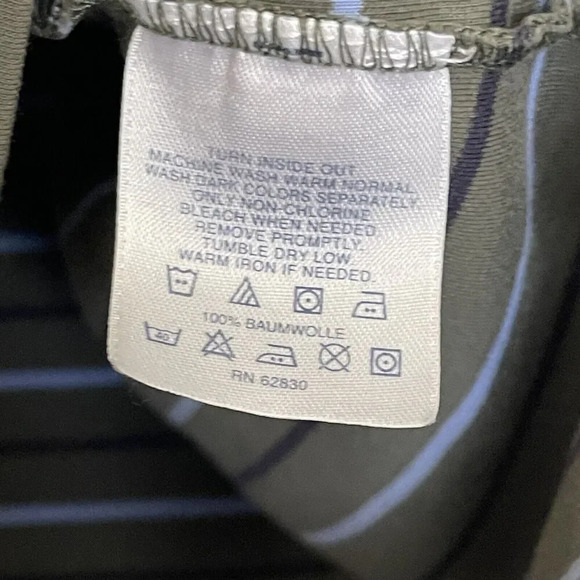 TURN INSIDE OUT.
MACHINE WASH WARM NORMAL
WASH DARK COLORS SEPARATELY.
ONLY NON-CHLORINE
BLEACH WHEN NEEDED.
REMOVE PROMPTLY.
TUMBLE DRY LOW.
WARM IRON IF NEEDED.
100% BAUMWOLLE
40
RN 62830